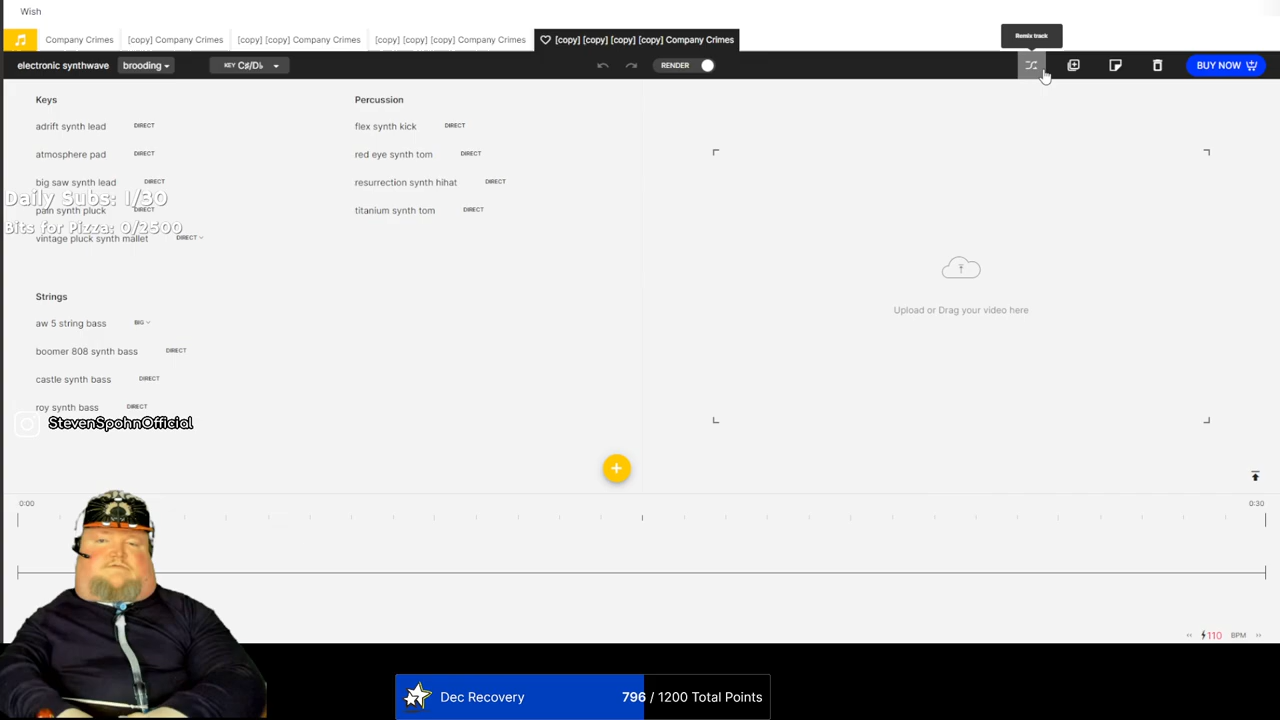 Wish
Company Crimes
[copy] Company Crimes
[copy] [copy] Company Crimes
[copy] [copy] [copy] Company Crimes
[copy] [copy] [copy] [copy] Company Crimes
Remix track
electronic synthwave
brooding
KEY C♯/D♭
RENDER
BUY NOW
Keys
adrift synth lead DIRECT
atmosphere pad DIRECT
big saw synth lead DIRECT
Daily Subs: 1/30
pain synth pluck DIRECT
Bits for Pizza: 0/2500
vintage pluck synth mallet DIRECT
Percussion
flex synth kick DIRECT
red eye synth tom DIRECT
resurrection synth hihat DIRECT
titanium synth tom DIRECT
Strings
aw 5 string bass BIG
boomer 808 synth bass DIRECT
castle synth bass DIRECT
roy synth bass DIRECT
StevenSpohnOfficial
Upload or Drag your video here
+
0:00
0:30
110 BPM
Dec Recovery 796 / 1200 Total Points